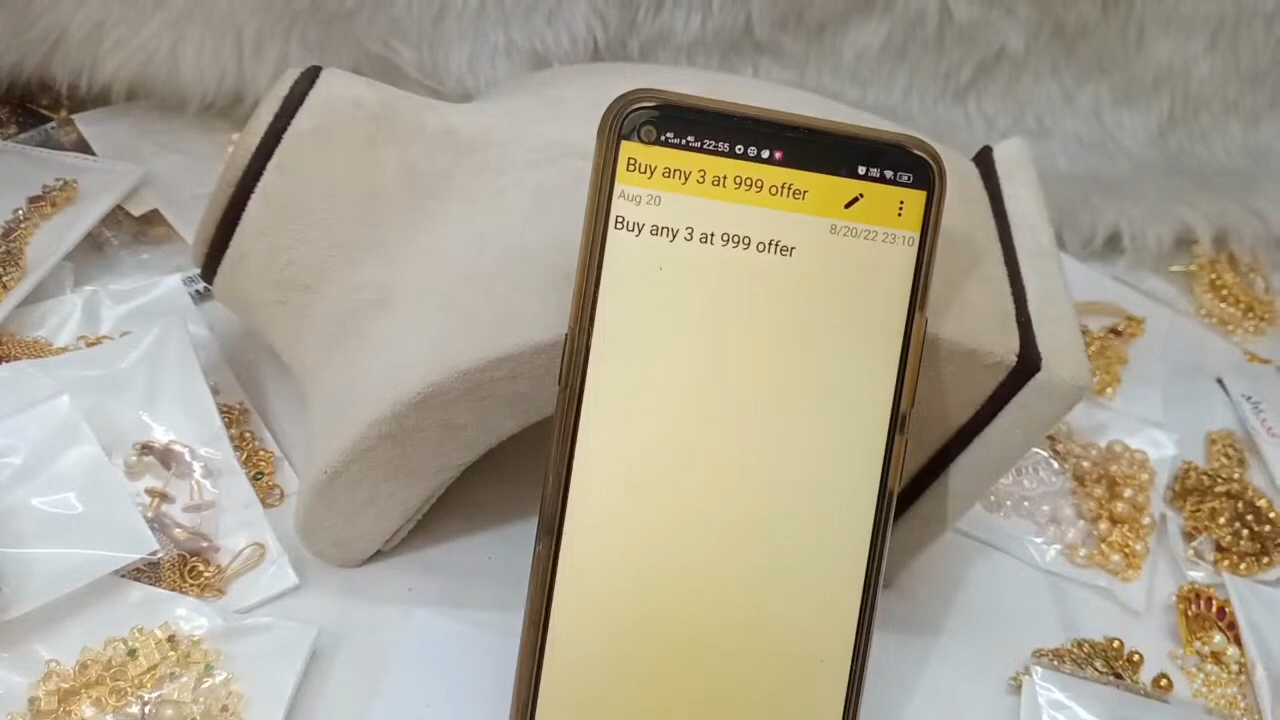 22:55
Buy any 3 at 999 offer
Aug 20
8/20/22 23:10
Buy any 3 at 999 offer